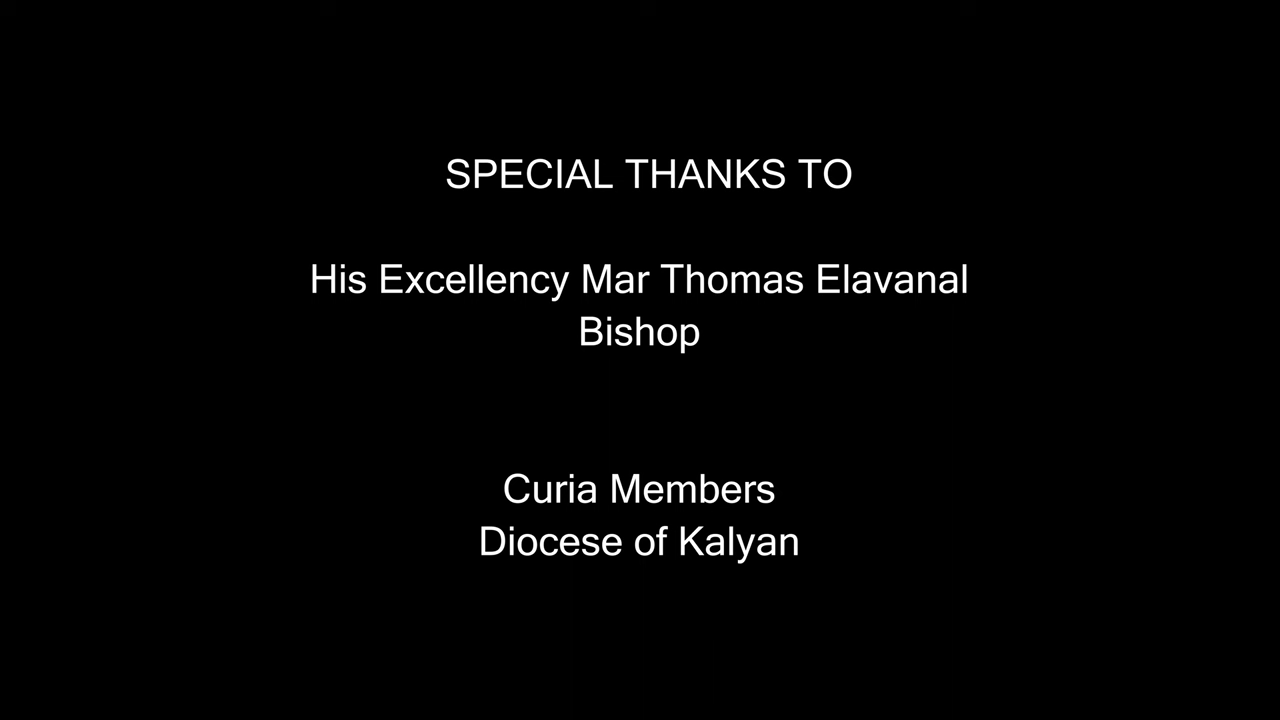 SPECIAL THANKS TO
His Excellency Mar Thomas Elavanal
Bishop
Curia Members
Diocese of Kalyan